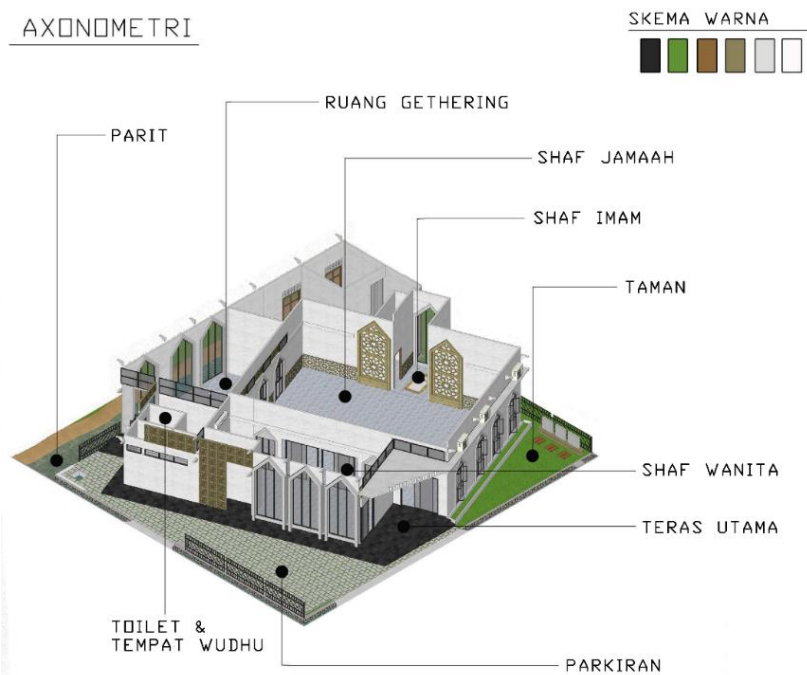 AXONOMETRI
SKEMA WARNA
RUANG GETHERING
PARIT
SHAF JAMAAH
SHAF IMAM
TAMAN
SHAF WANITA
TERAS UTAMA
TOILET &
TEMPAT WUDHU
PARKIRAN